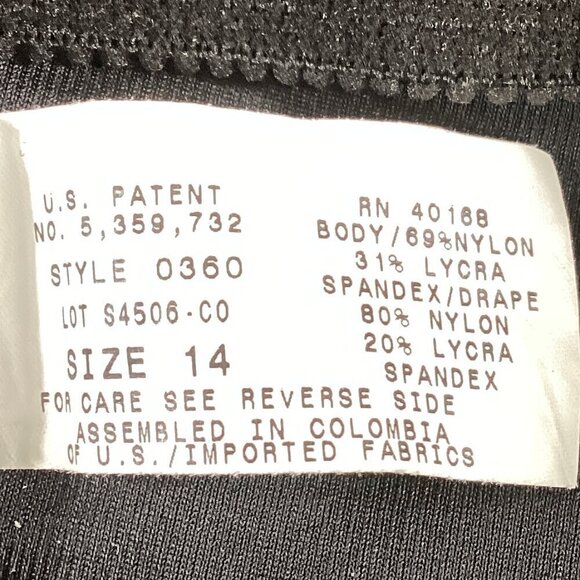 U.S. PATENT
NO. 5,359,732
STYLE 0360
LOT S4506-CO
SIZE 14
RN 40168
BODY/69%NYLON
31% LYCRA
SPANDEX/DRAPE
80% NYLON
20% LYCRA
SPANDEX
FOR CARE SEE REVERSE SIDE
ASSEMBLED IN COLOMBIA
OF U.S./IMPORTED FABRICS